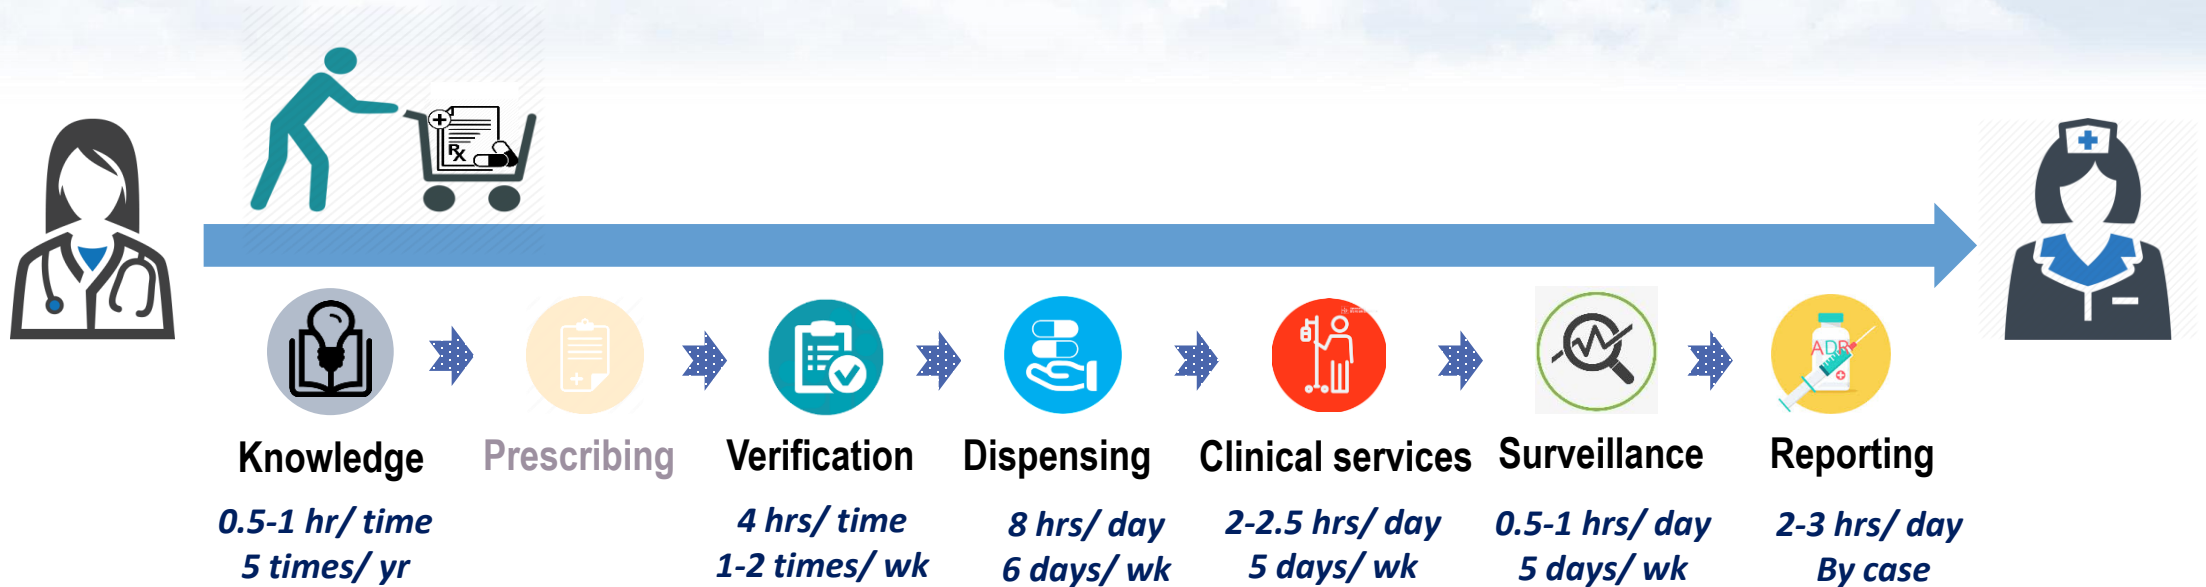 Rx
ADR
Knowledge
Prescribing
Verification
Dispensing
Clinical services
Surveillance
Reporting
0.5-1 hr/ time
5 times/ yr
4 hrs/ time
1-2 times/ wk
8 hrs/ day
6 days/ wk
2-2.5 hrs/ day
5 days/ wk
0.5-1 hrs/ day
5 days/ wk
2-3 hrs/ day
By case